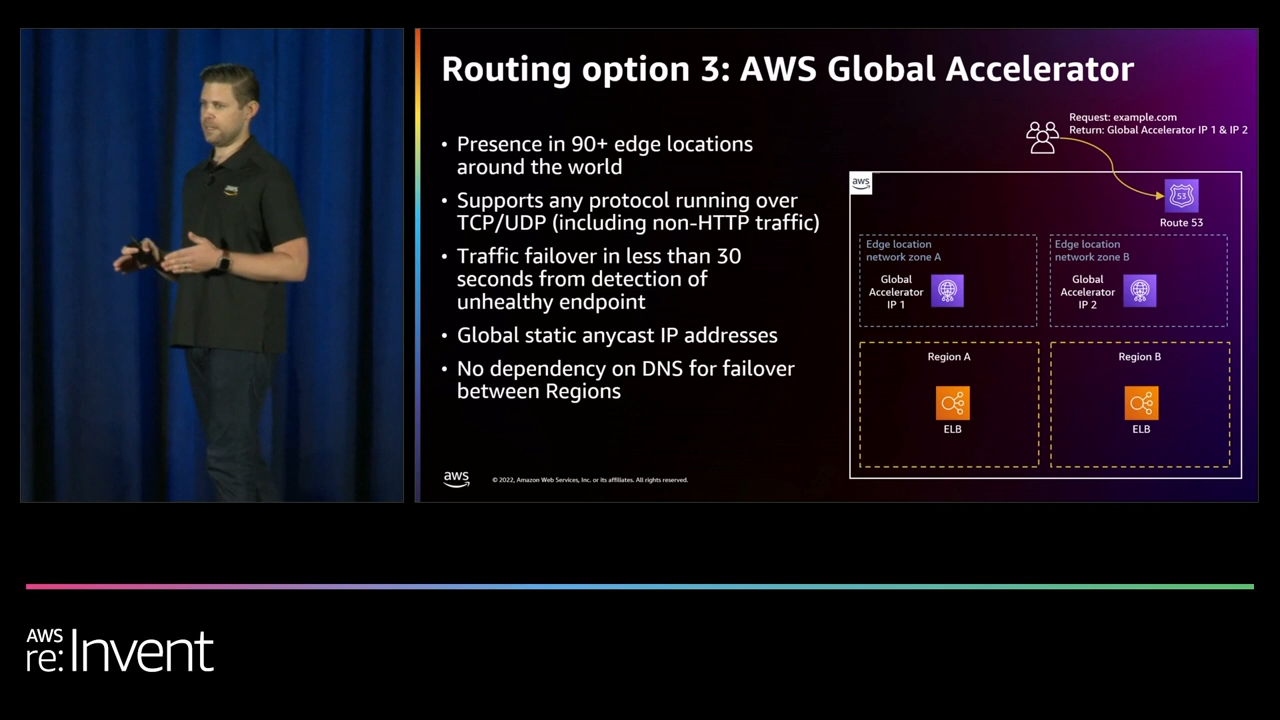 Routing option 3: AWS Global Accelerator
• Presence in 90+ edge locations
around the world
• Supports any protocol running over
TCP/UDP (including non-HTTP traffic)
• Traffic failover in less than 30
seconds from detection of
unhealthy endpoint
• Global static anycast IP addresses
• No dependency on DNS for failover
between Regions
Request: example.com
Return: Global Accelerator IP 1 & IP 2
aws
53
Route 53
Edge location
network zone A
Global
Accelerator
IP 1
Edge location
network zone B
Global
Accelerator
IP 2
Region A
ELB
Region B
ELB
aws
© 2022, Amazon Web Services, Inc. or its affiliates. All rights reserved.
aws
AWS
re:Invent